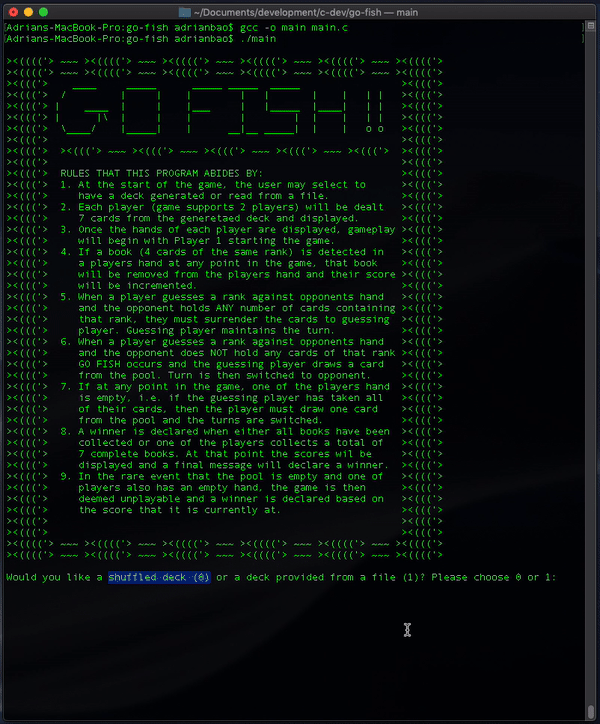 ~/Documents/development/c-dev/go-fish — main
[Adrians-MacBook-Pro:go-fish adrianbao$ gcc -o main main.c ]
[Adrians-MacBook-Pro:go-fish adrianbao$ ./main ]
><(((('> ~~~ ><(((('> ~~~ ><(((('> ~~~ ><(((('> ~~~ ><(((('> ~~~ ><(((('>
><(((('> ~~~ ><(((('> ~~~ ><(((('> ~~~ ><(((('> ~~~ ><(((('> ~~~ ><(((('>
><(((('> ><(((('>
><(((('> GO FISH!! ><(((('>
><(((('> ><(((('>
><(((('> ><(((('>
><(((('> ><(((('>
><(((('> ><(((('>
><(((('> ><(((('> ~~~ ><(((('> ~~~ ><(((('> ~~~ ><(((('> ~~~ ><(((('> ><(((('>
><(((('> ><(((('>
><(((('> RULES THAT THIS PROGRAM ABIDES BY: ><(((('>
><(((('> 1. At the start of the game, the user may select to ><(((('>
><(((('> have a deck generated or read from a file. ><(((('>
><(((('> 2. Each player (game supports 2 players) will be dealt ><(((('>
><(((('> 7 cards from the generetaed deck and displayed. ><(((('>
><(((('> 3. Once the hands of each player are displayed, gameplay ><(((('>
><(((('> will begin with Player 1 starting the game. ><(((('>
><(((('> 4. If a book (4 cards of the same rank) is detected in ><(((('>
><(((('> a players hand at any point in the game, that book ><(((('>
><(((('> will be removed from the players hand and their score ><(((('>
><(((('> will be incremented. ><(((('>
><(((('> 5. When a player guesses a rank against opponents hand ><(((('>
><(((('> and the opponent holds ANY number of cards containing ><(((('>
><(((('> that rank, they must surrender the cards to guessing ><(((('>
><(((('> player. Guessing player maintains the turn. ><(((('>
><(((('> 6. When a player guesses a rank against opponents hand ><(((('>
><(((('> and the opponent does NOT hold any cards of that rank ><(((('>
><(((('> GO FISH occurs and the guessing player draws a card ><(((('>
><(((('> from the pool. Turn is then switched to opponent. ><(((('>
><(((('> 7. If at any point in the game, one of the players hand ><(((('>
><(((('> is empty, i.e. if the guessing player has taken all ><(((('>
><(((('> of their cards, then the player must draw one card ><(((('>
><(((('> from the pool and the turns are switched. ><(((('>
><(((('> 8. A winner is declared when either all books have been ><(((('>
><(((('> collected or one of the players collects a total of ><(((('>
><(((('> 7 complete books. At that point the scores wil be ><(((('>
><(((('> displayed and a final message will declare a winner. ><(((('>
><(((('> 9. In the rare event that the pool is empty and one of ><(((('>
><(((('> players also has an empty hand, the game is then ><(((('>
><(((('> deemed unplayable and a winner is declared based on ><(((('>
><(((('> the score that it is currently at. ><(((('>
><(((('> ><(((('>
><(((('> ><(((('>
><(((('> ~~~ ><(((('> ~~~ ><(((('> ~~~ ><(((('> ~~~ ><(((('> ~~~ ><(((('>
><(((('> ~~~ ><(((('> ~~~ ><(((('> ~~~ ><(((('> ~~~ ><(((('> ~~~ ><(((('>
Would you like a shuffled deck (0) or a deck provided from a file (1)? Please choose 0 or 1: